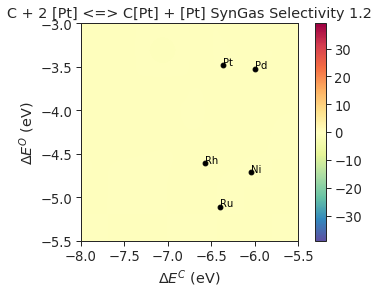 C + 2 [Pt] <=> C[Pt] + [Pt] SynGas Selectivity 1.2
−3.0
−3.5
−4.0
−4.5
−5.0
−5.5
ΔE^O (eV)
Pt
Pd
Rh
Ni
Ru
−8.0 −7.5 −7.0 −6.5 −6.0 −5.5
ΔE^C (eV)
30
20
10
0
−10
−20
−30